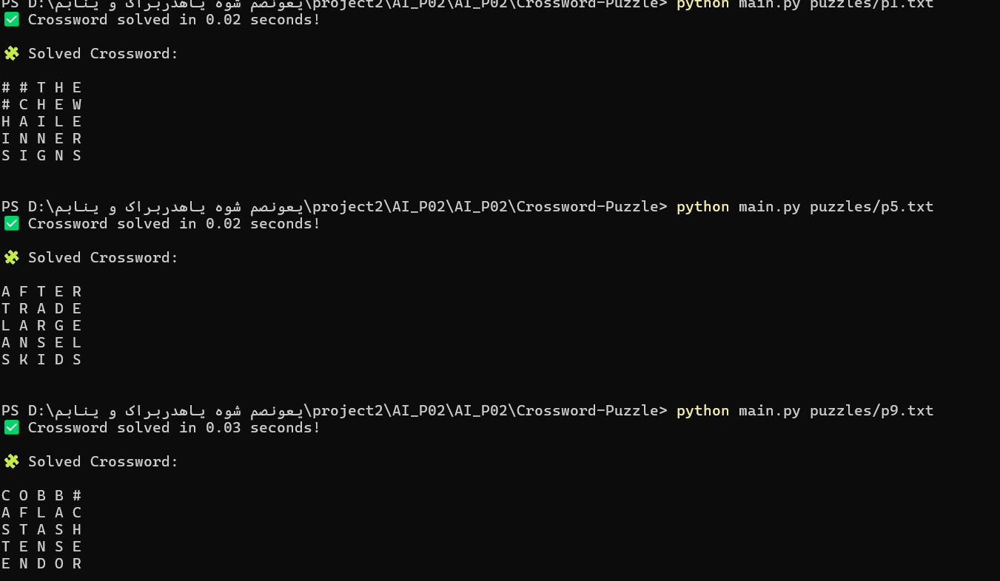 PS D:\یعونصم شوه یاهدربراک و ینابم\project2\AI_P02\AI_P02\Crossword-Puzzle> python main.py puzzles/p1.txt
✅ Crossword solved in 0.02 seconds!
🧩 Solved Crossword:
# # T H E
# C H E W
H A I L E
I N N E R
S I G N S
PS D:\یعونصم شوه یاهدربراک و ینابم\project2\AI_P02\AI_P02\Crossword-Puzzle> python main.py puzzles/p5.txt
✅ Crossword solved in 0.02 seconds!
🧩 Solved Crossword:
A F T E R
T R A D E
L A R G E
A N S E L
S K I D S
PS D:\یعونصم شوه یاهدربراک و ینابم\project2\AI_P02\AI_P02\Crossword-Puzzle> python main.py puzzles/p9.txt
✅ Crossword solved in 0.03 seconds!
🧩 Solved Crossword:
C O B B #
A F L A C
S T A S H
T E N S E
E N D O R